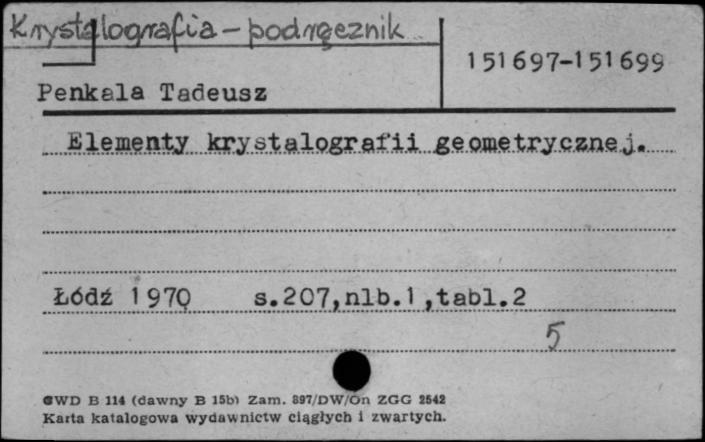 Krystalografia – podręcznik
151697-151699
Penkala Tadeusz
Elementy krystalografii geometrycznej.
Łódź 1970 s.207,nlb.1,tabl.2
5
CWD B 114 (dawny B 15b) Zam. 897/DW/On ZGG 2542
Karta katalogowa wydawnictw ciągłych i zwartych.